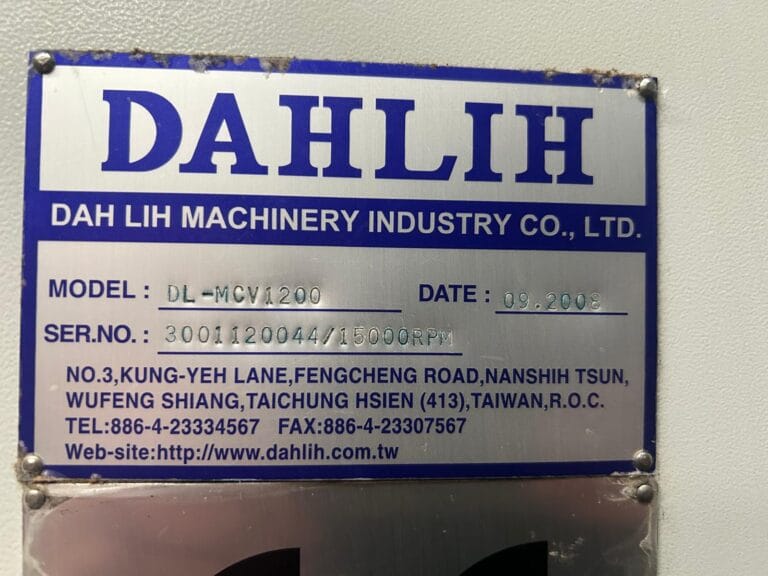 DAHLIH
DAH LIH MACHINERY INDUSTRY CO., LTD.
MODEL : DL-MCV1200 DATE : 09.2008
SER.NO. : 3001120044/15000RPM
NO.3,KUNG-YEH LANE,FENGCHENG ROAD,NANSHIH TSUN,
WUFENG SHIANG,TAICHUNG HSIEN (413),TAIWAN,R.O.C.
TEL:886-4-23334567 FAX:886-4-23307567
Web-site:http://www.dahlih.com.tw